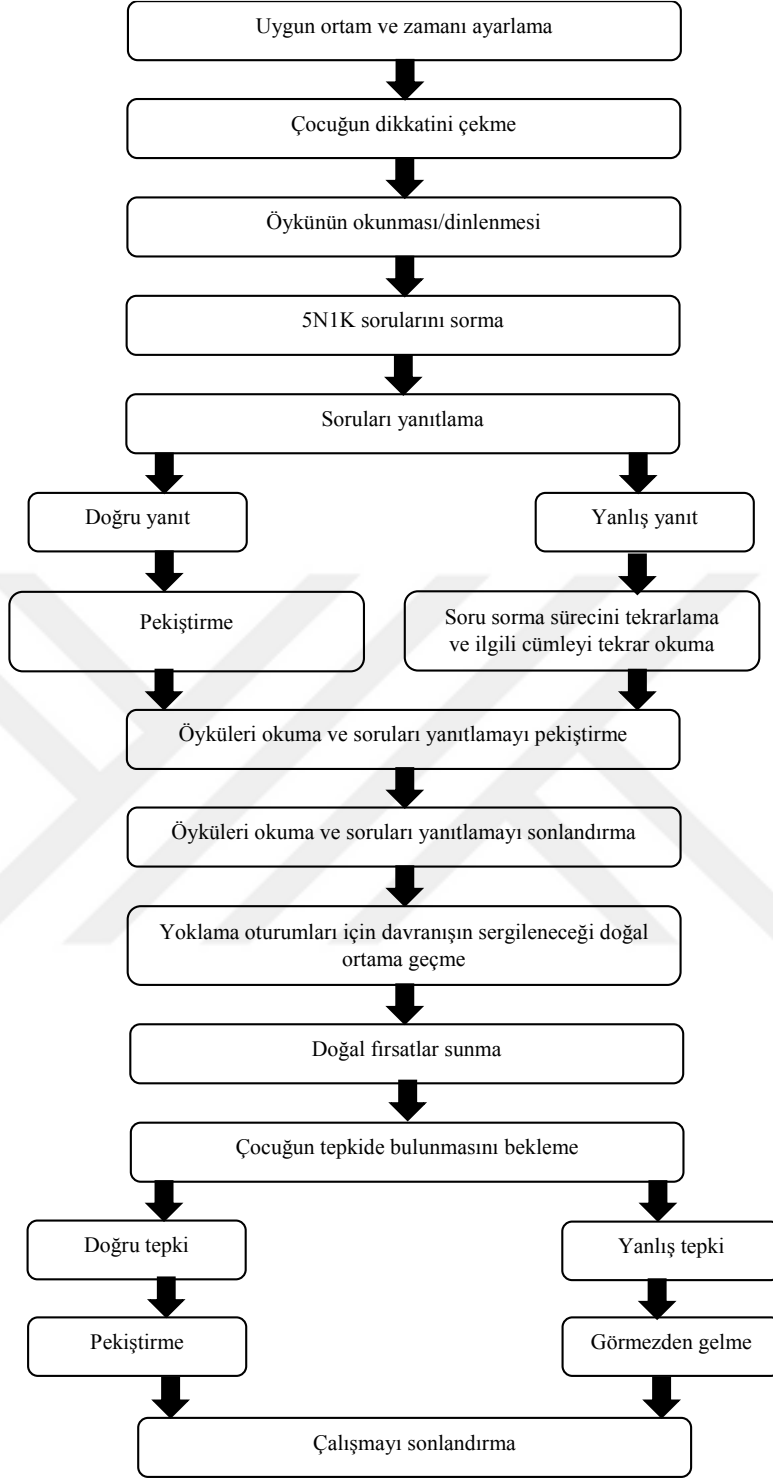 Uygun ortam ve zamanı ayarlama
Çocuğun dikkatini çekme
Öykünün okunması/dinlenmesi
5N1K sorularını sorma
Soruları yanıtlama
Doğru yanıt
Yanlış yanıt
Pekiştirme
Soru sorma sürecini tekrarlama
ve ilgili cümleyi tekrar okuma
Öyküleri okuma ve soruları yanıtlamayı pekiştirme
Öyküleri okuma ve soruları yanıtlamayı sonlandırma
Yoklama oturumları için davranışın sergileneceği doğal
ortama geçme
Doğal fırsatlar sunma
Çocuğun tepkide bulunmasını bekleme
Doğru tepki
Yanlış tepki
Pekiştirme
Görmezden gelme
Çalışmayı sonlandırma